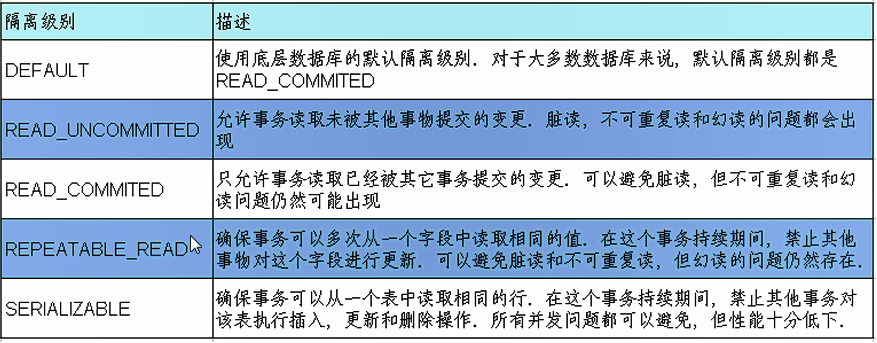 隔离级别 描述
DEFAULT
使用底层数据库的默认隔离级别. 对于大多数数据库来说, 默认隔离级别都是
READ_COMMITED
READ_UNCOMMITTED
允许事务读取未被其他事物提交的变更. 脏读, 不可重复读和幻读的问题都会出
现
READ_COMMITED
只允许事务读取已经被其它事务提交的变更. 可以避免脏读, 但不可重复读和幻
读问题仍然可能出现
REPEATABLE_READ
确保事务可以多次从一个字段中读取相同的值. 在这个事务持续期间, 禁止其他
事物对这个字段进行更新. 可以避免脏读和不可重复读, 但幻读的问题仍然存在.
SERIALIZABLE
确保事务可以从一个表中读取相同的行. 在这个事务持续期间, 禁止其他事务对
该表执行插入, 更新和删除操作. 所有并发问题都可以避免, 但性能十分低下.